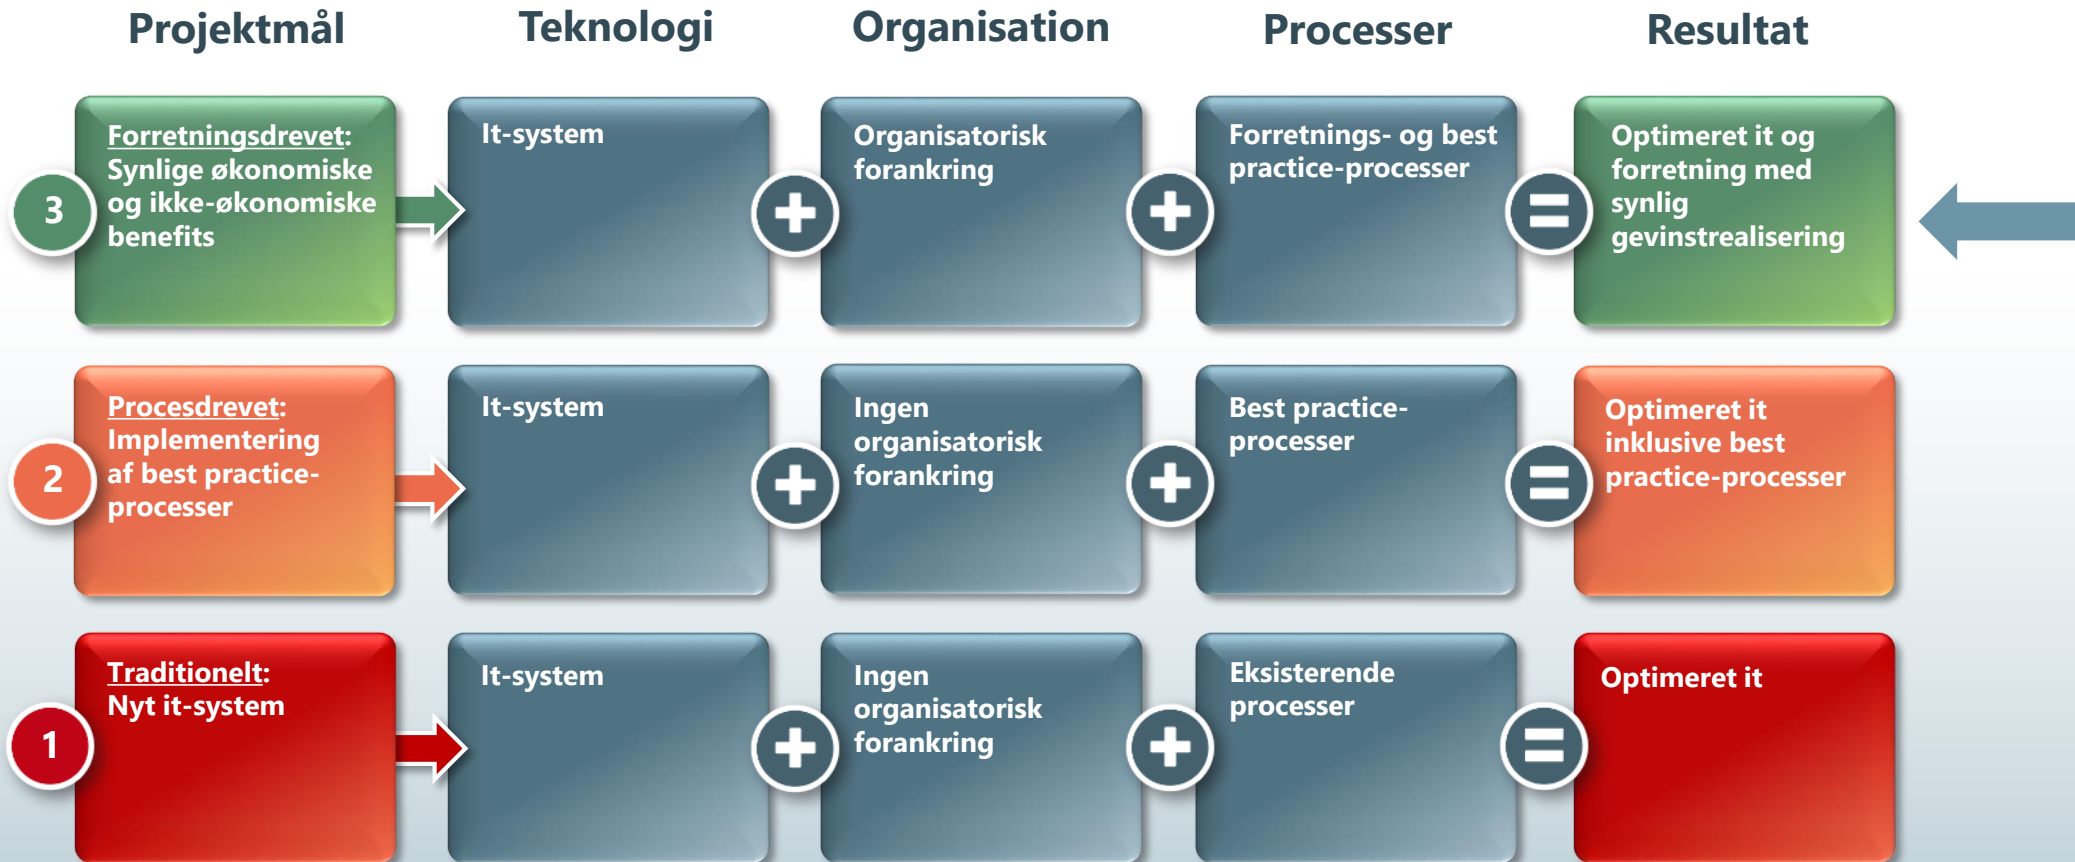 Projektmål
Teknologi
Organisation
Processer
Resultat
3
Forretningsdrevet:
Synlige økonomiske
og ikke-økonomiske
benefits
It-system
+
Organisatorisk
forankring
+
Forretnings- og best
practice-processer
=
Optimeret it og
forretning med
synlig
gevinstrealisering
2
Procesdrevet:
Implementering
af best practice-
processer
It-system
+
Ingen
organisatorisk
forankring
+
Best practice-
processer
=
Optimeret it
inklusive best
practice-processer
1
Traditionelt:
Nyt it-system
It-system
+
Ingen
organisatorisk
forankring
+
Eksisterende
processer
=
Optimeret it